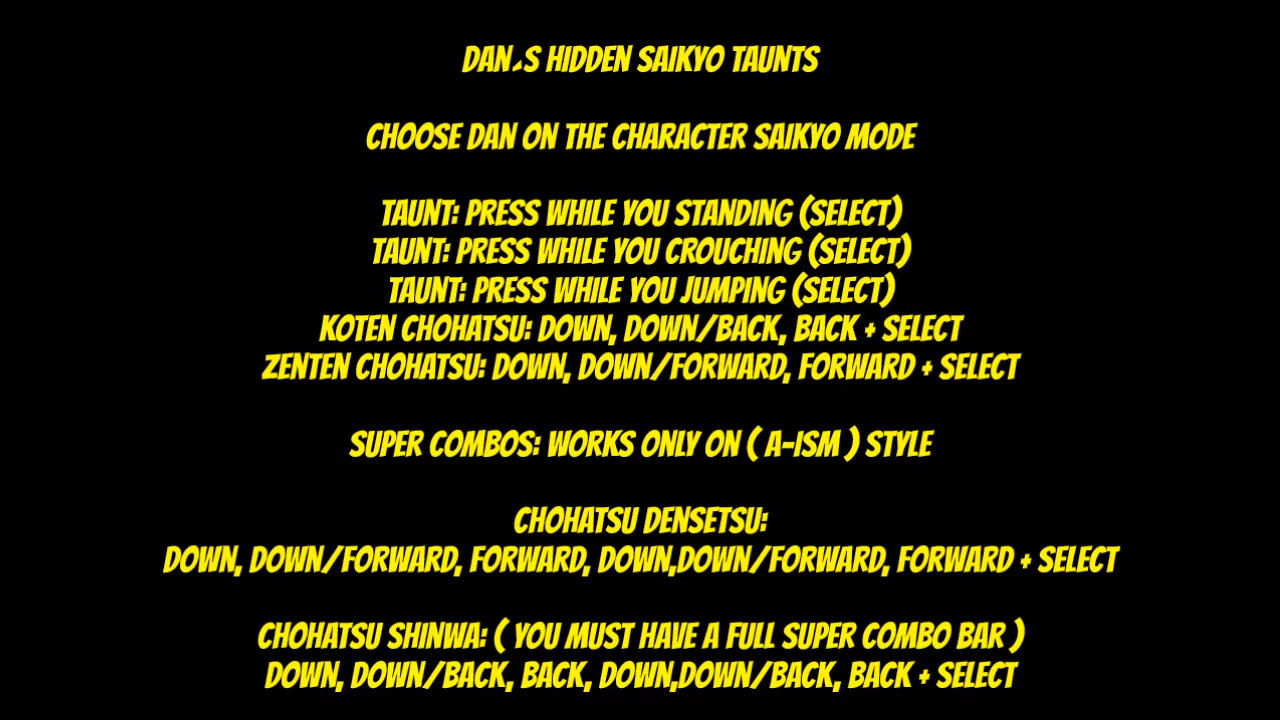 DAN´S HIDDEN SAIKYO TAUNTS
CHOOSE DAN ON THE CHARACTER SAIKYO MODE
TAUNT: PRESS WHILE YOU STANDING (SELECT)
TAUNT: PRESS WHILE YOU CROUCHING (SELECT)
TAUNT: PRESS WHILE YOU JUMPING (SELECT)
KOTEN CHOHATSU: DOWN, DOWN/BACK, BACK + SELECT
ZENTEN CHOHATSU: DOWN, DOWN/FORWARD, FORWARD + SELECT
SUPER COMBOS: WORKS ONLY ON ( A-ISM ) STYLE
CHOHATSU DENSETSU:
DOWN, DOWN/FORWARD, FORWARD, DOWN,DOWN/FORWARD, FORWARD + SELECT
CHOHATSU SHINWA: ( YOU MUST HAVE A FULL SUPER COMBO BAR )
DOWN, DOWN/BACK, BACK, DOWN,DOWN/BACK, BACK + SELECT